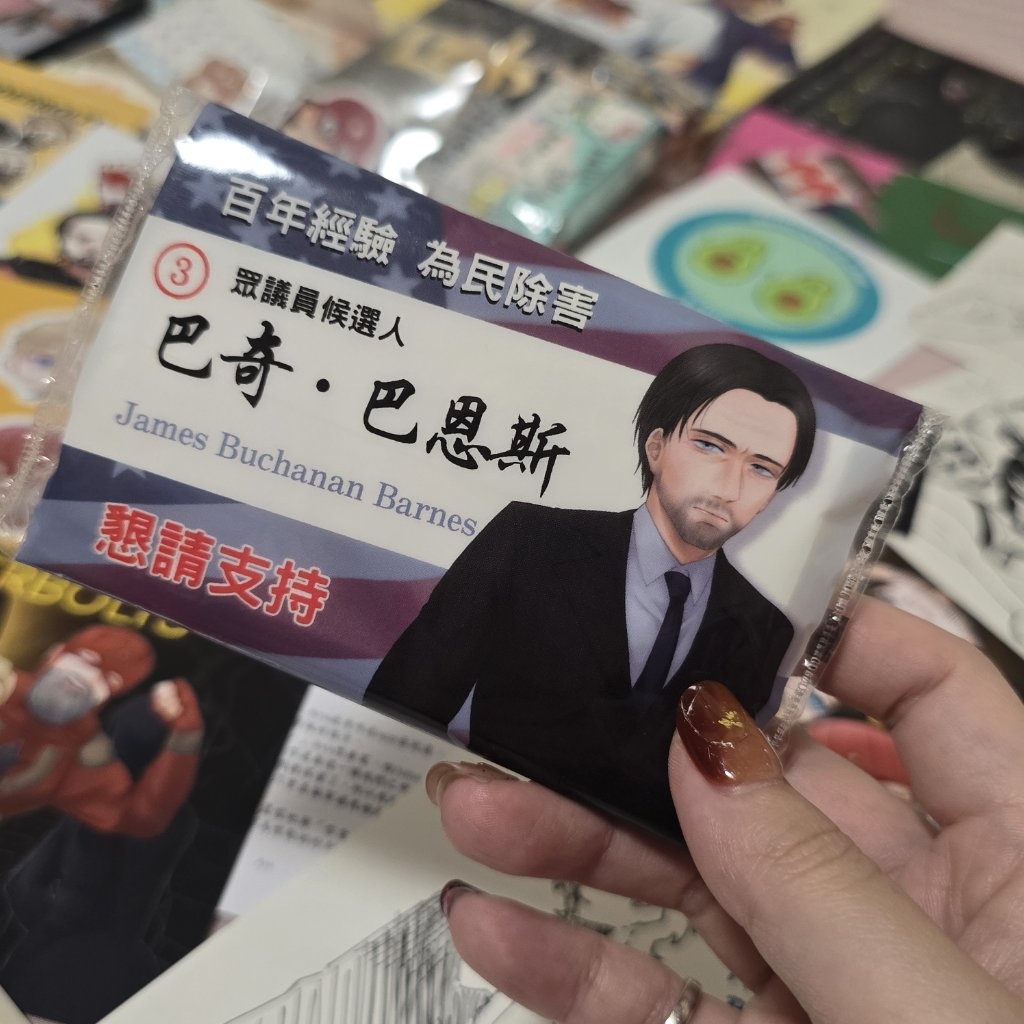 百年經驗 為民除害
3 眾議員候選人
巴奇・巴恩斯
James Buchanan Barnes
懇請支持